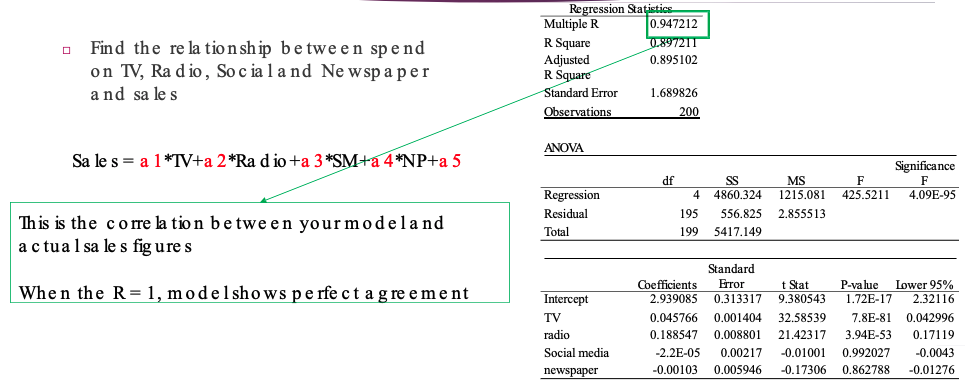 □ Find the relationship between spend
on TV, Radio, Social and Newspaper
and sales
Sales = a1*TV+a2*Radio+a3*SM+a4*NP+a5
This is the correlation between your model and
actual sales figures
When the R = 1, model shows perfect agreement
Regression Statistics
Multiple R 0.947212
R Square 0.897211
Adjusted
R Square 0.895102
Standard Error 1.689826
Observations 200
ANOVA
Significance
df SS MS F F
Regression 4 4860.324 1215.081 425.5211 4.09E-95
Residual 195 556.825 2.855513
Total 199 5417.149
Standard
Coefficients Error t Stat P-value Lower 95%
Intercept 2.939085 0.313317 9.380543 1.72E-17 2.32116
TV 0.045766 0.001404 32.58539 7.8E-81 0.042996
radio 0.188547 0.008801 21.42317 3.94E-53 0.17119
Social media -2.2E-05 0.00217 -0.01001 0.992027 -0.0043
newspaper -0.00103 0.005946 -0.17306 0.862788 -0.01276